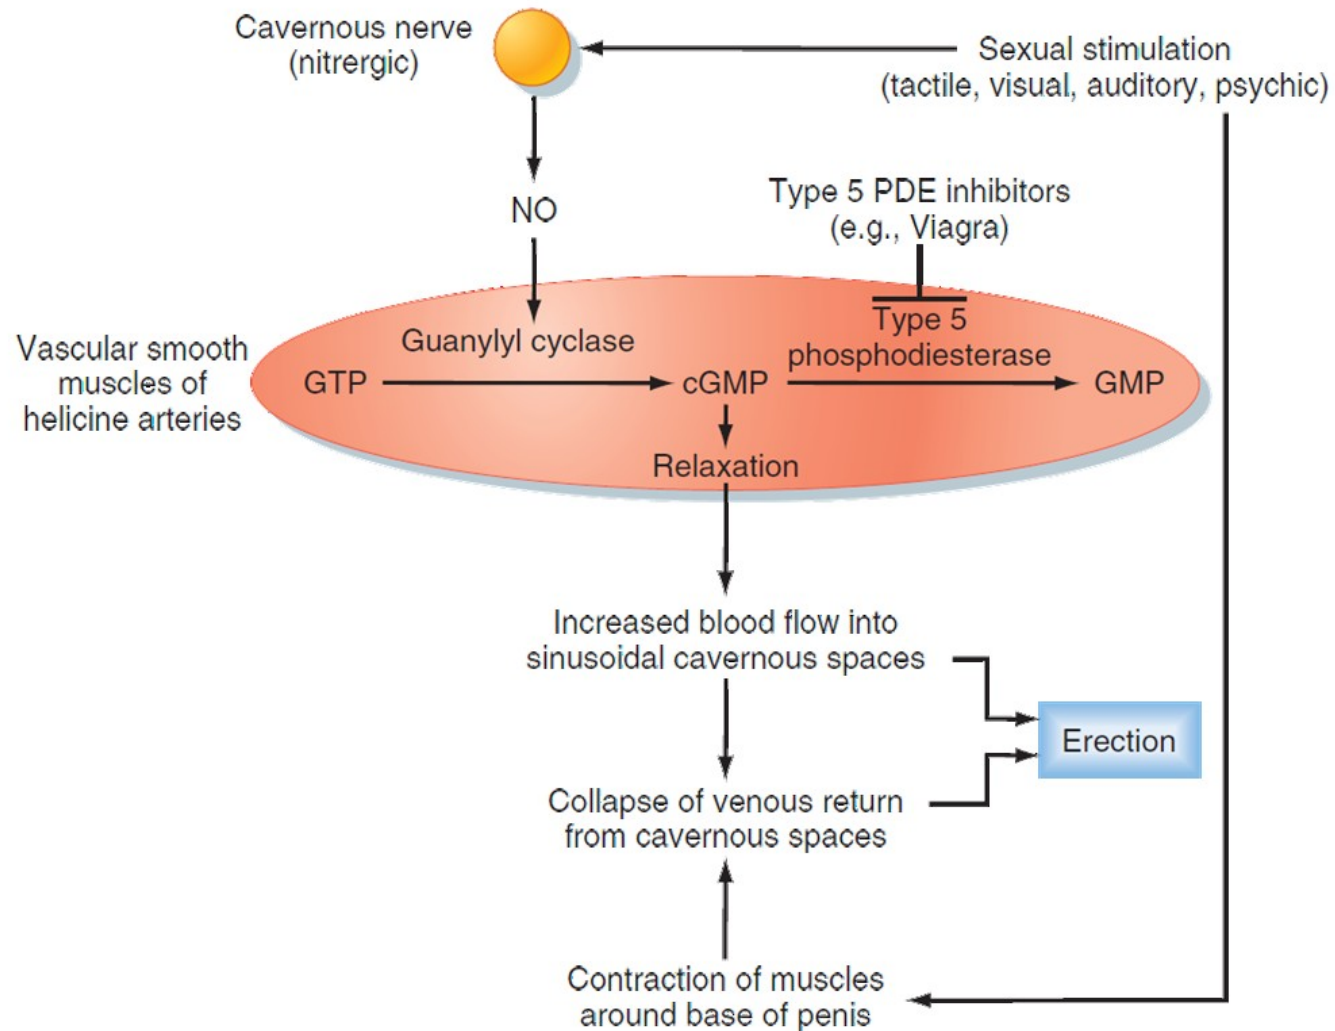 Cavernous nerve
(nitrergic)
Sexual stimulation
(tactile, visual, auditory, psychic)
NO
Type 5 PDE inhibitors
(e.g., Viagra)
Vascular smooth
muscles of
helicine arteries
Guanylyl cyclase
Type 5
phosphodiesterase
GTP
cGMP
GMP
Relaxation
Increased blood flow into
sinusoidal cavernous spaces
Erection
Collapse of venous return
from cavernous spaces
Contraction of muscles
around base of penis